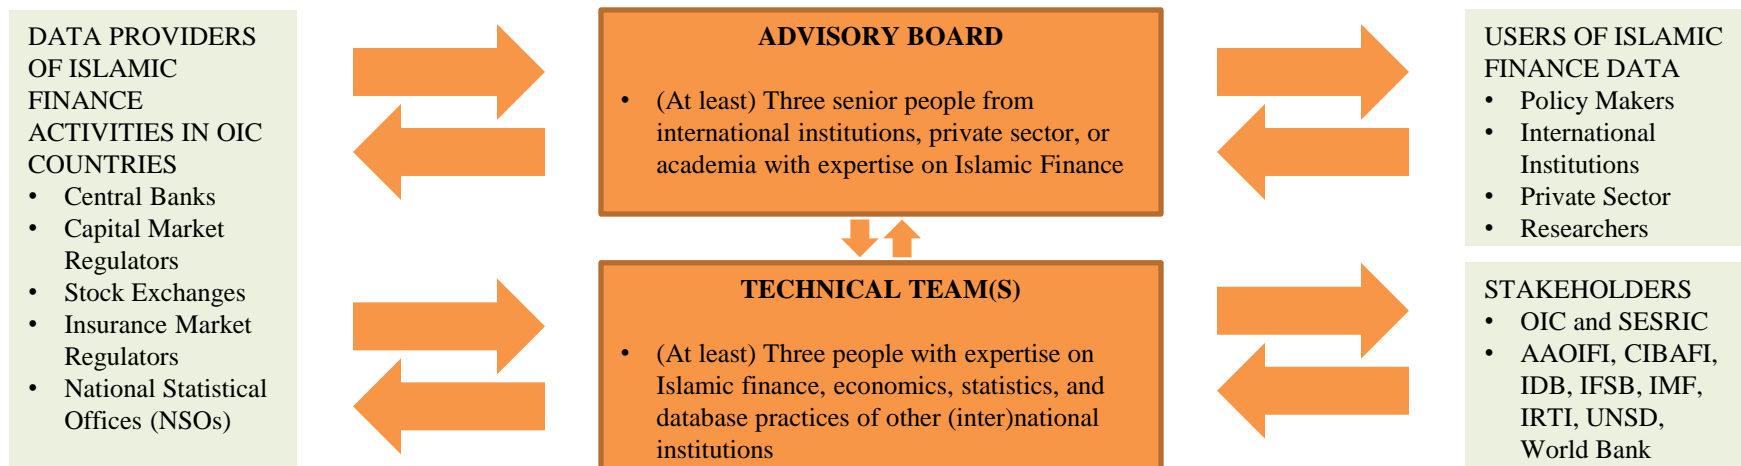 DATA PROVIDERS
OF ISLAMIC
FINANCE
ACTIVITIES IN OIC
COUNTRIES
• Central Banks
• Capital Market
Regulators
• Stock Exchanges
• Insurance Market
Regulators
• National Statistical
Offices (NSOs)
ADVISORY BOARD
• (At least) Three senior people from
international institutions, private sector, or
academia with expertise on Islamic Finance
TECHNICAL TEAM(S)
• (At least) Three people with expertise on
Islamic finance, economics, statistics, and
database practices of other (inter)national
institutions
USERS OF ISLAMIC
FINANCE DATA
• Policy Makers
• International
Institutions
• Private Sector
• Researchers
STAKEHOLDERS
• OIC and SESRIC
• AAOIFI, CIBAFI,
IDB, IFSB, IMF,
IRTI, UNSD,
World Bank